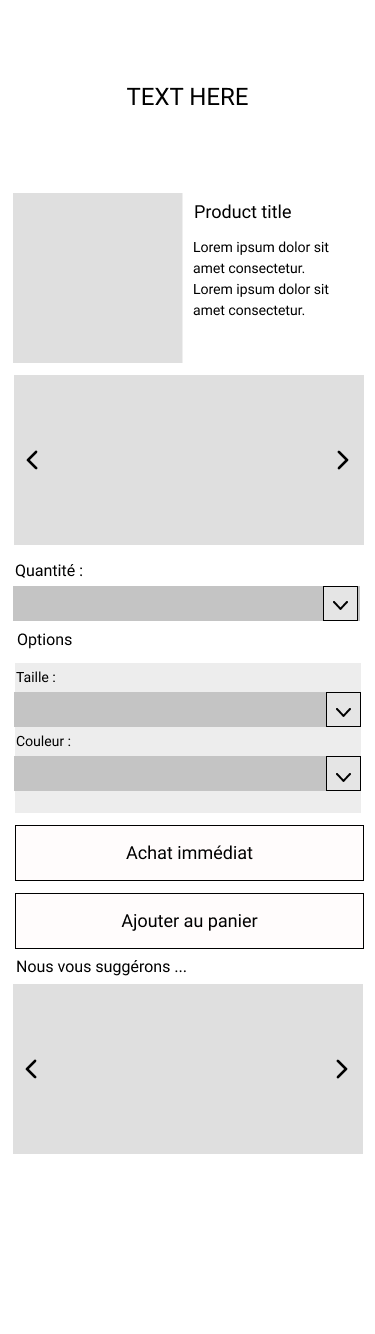 TEXT HERE
Product title
Lorem ipsum dolor sit
amet consectetur.
Lorem ipsum dolor sit
amet consectetur.
Quantité :
Options
Taille :
Couleur :
Achat immédiat
Ajouter au panier
Nous vous suggérons ...